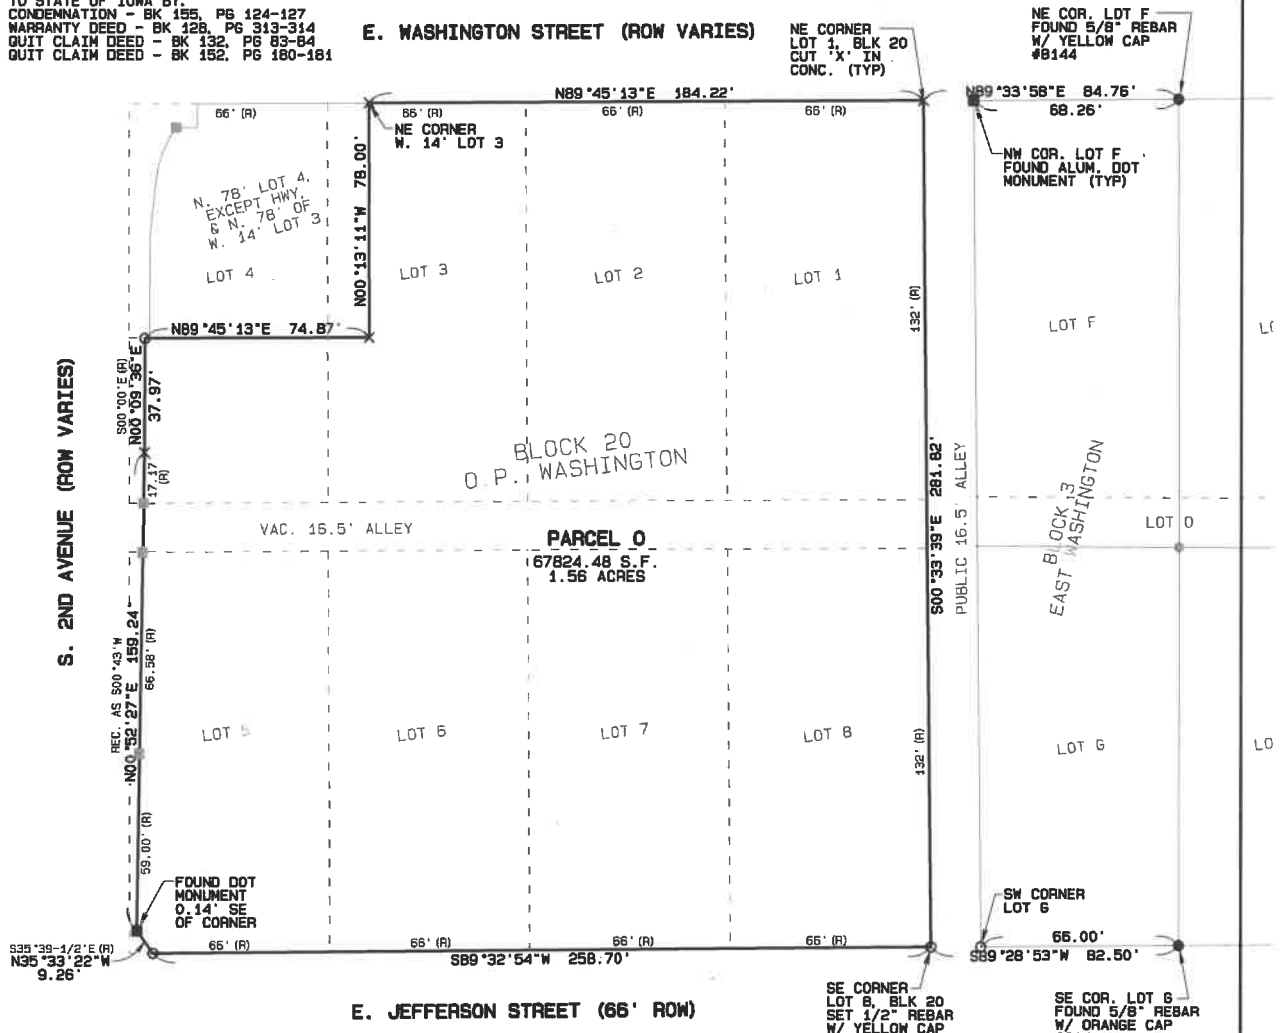 TO STATE OF IOWA BY:
CONDEMNATION - BK 155, PG 124-127
WARRANTY DEED - BK 128, PG 313-314
QUIT CLAIM DEED - BK 132, PG 83-84
QUIT CLAIM DEED - BK 152, PG 180-181
E. WASHINGTON STREET (ROW VARIES)
NE CORNER
LOT 1, BLK 20
CUT 'X' IN
CONC. (TYP)
NE COR. LOT F
FOUND 5/8" REBAR
W/ YELLOW CAP
#8144
N89°45'13"E 184.22'
N89°33'58"E 84.76'
68.26'
66' (R)
66' (R)
66' (R)
66' (R)
NE CORNER
W. 14' LOT 3
NW COR. LOT F
FOUND ALUM. DOT
MONUMENT (TYP)
N. 78' LOT 4,
EXCEPT HWY,
& N. 78' OF
W. 14' LOT 3
N00°13'11"W 78.00'
LOT 4
LOT 3
LOT 2
LOT 1
132' (R)
LOT F
N89°45'13"E 74.87'
S00°00'E (R)
N00°09'36"E
37.97'
17.17
(R)
S. 2ND AVENUE (ROW VARIES)
BLOCK 20
O.P. WASHINGTON
S00°33'39"E 281.82'
PUBLIC 16.5' ALLEY
BLOCK 13
EAST WASHINGTON
LOT O
VAC. 16.5' ALLEY
PARCEL O
67824.48 S.F.
1.56 ACRES
REC. AS S00°43'W
N00°52'27"E 159.24'
66.58' (R)
LOT 5
LOT 6
LOT 7
LOT 8
132' (R)
LOT G
LO
59.00' (R)
FOUND DOT
MONUMENT
0.14' SE
OF CORNER
SW CORNER
LOT G
S35°39-1/2'E (R)
N35°33'22"W
9.26'
66' (R)
66' (R)
66' (R)
66' (R)
S89°32'54"W 258.70'
66.00'
S89°28'53"W 82.50'
E. JEFFERSON STREET (66' ROW)
SE CORNER
LOT 8, BLK 20
SET 1/2" REBAR
W/ YELLOW CAP
SE COR. LOT G
FOUND 5/8" REBAR
W/ ORANGE CAP